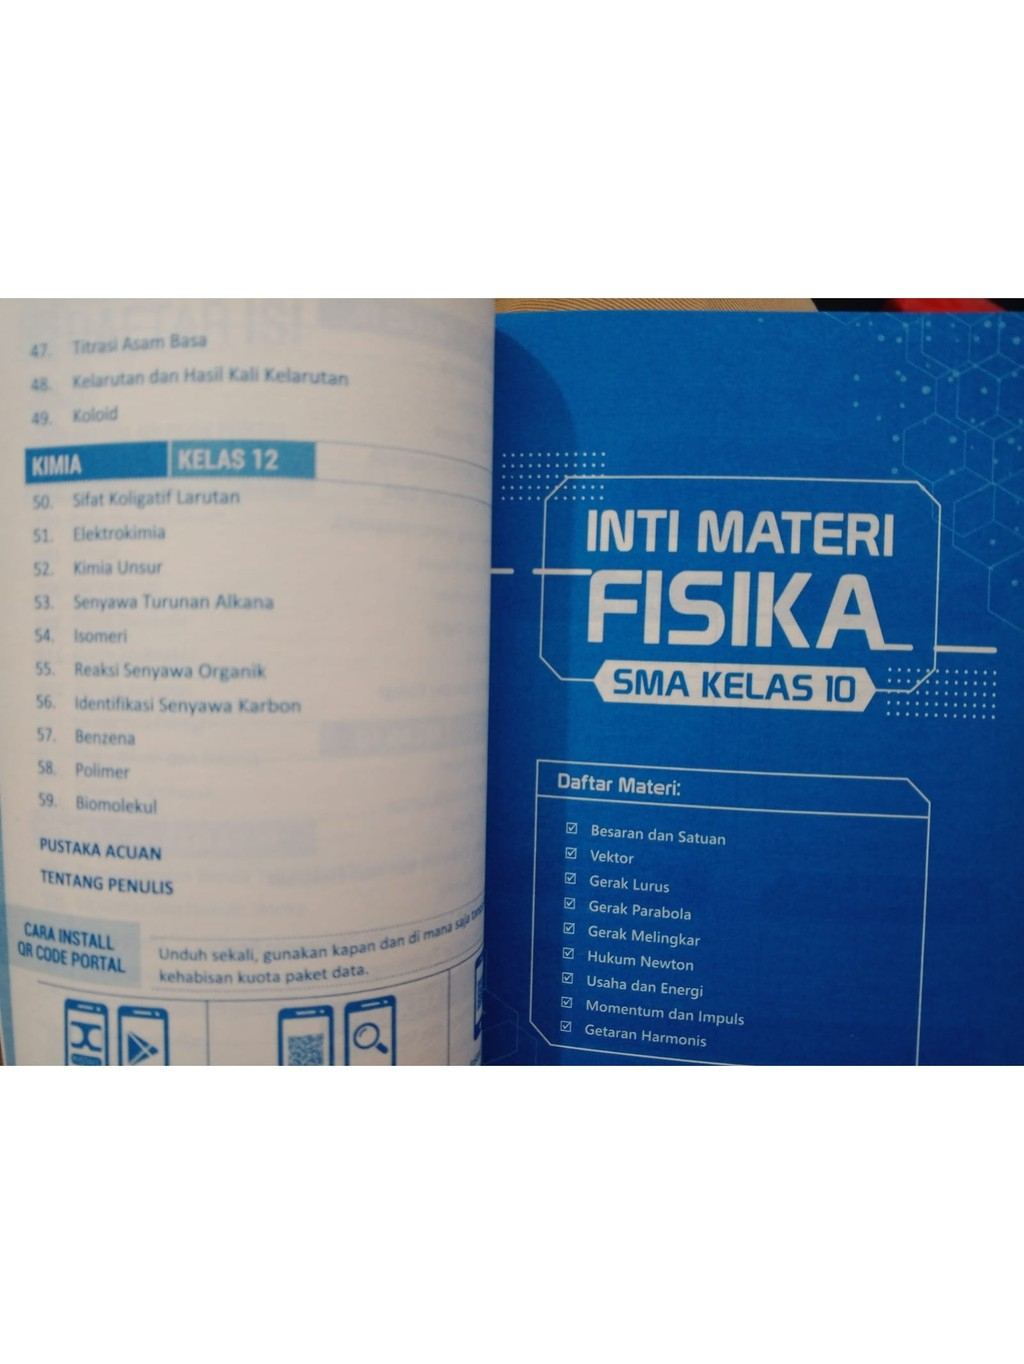 47. Titrasi Asam Basa
48. Kelarutan dan Hasil Kali Kelarutan
49. Koloid
KIMIA KELAS 12
50. Sifat Koligatif Larutan
51. Elektrokimia
52. Kimia Unsur
53. Senyawa Turunan Alkana
54. Isomeri
55. Reaksi Senyawa Organik
56. Identifikasi Senyawa Karbon
57. Benzena
58. Polimer
59. Biomolekul
PUSTAKA ACUAN
TENTANG PENULIS
CARA INSTALL
QR CODE PORTAL
Unduh sekali, gunakan kapan dan di mana saja
kehabisan kuota paket data.
INTI MATERI
FISIKA
SMA KELAS 10
Daftar Materi:
Besaran dan Satuan
Vektor
Gerak Lurus
Gerak Parabola
Gerak Melingkar
Hukum Newton
Usaha dan Energi
Momentum dan Impuls
Getaran Harmonis